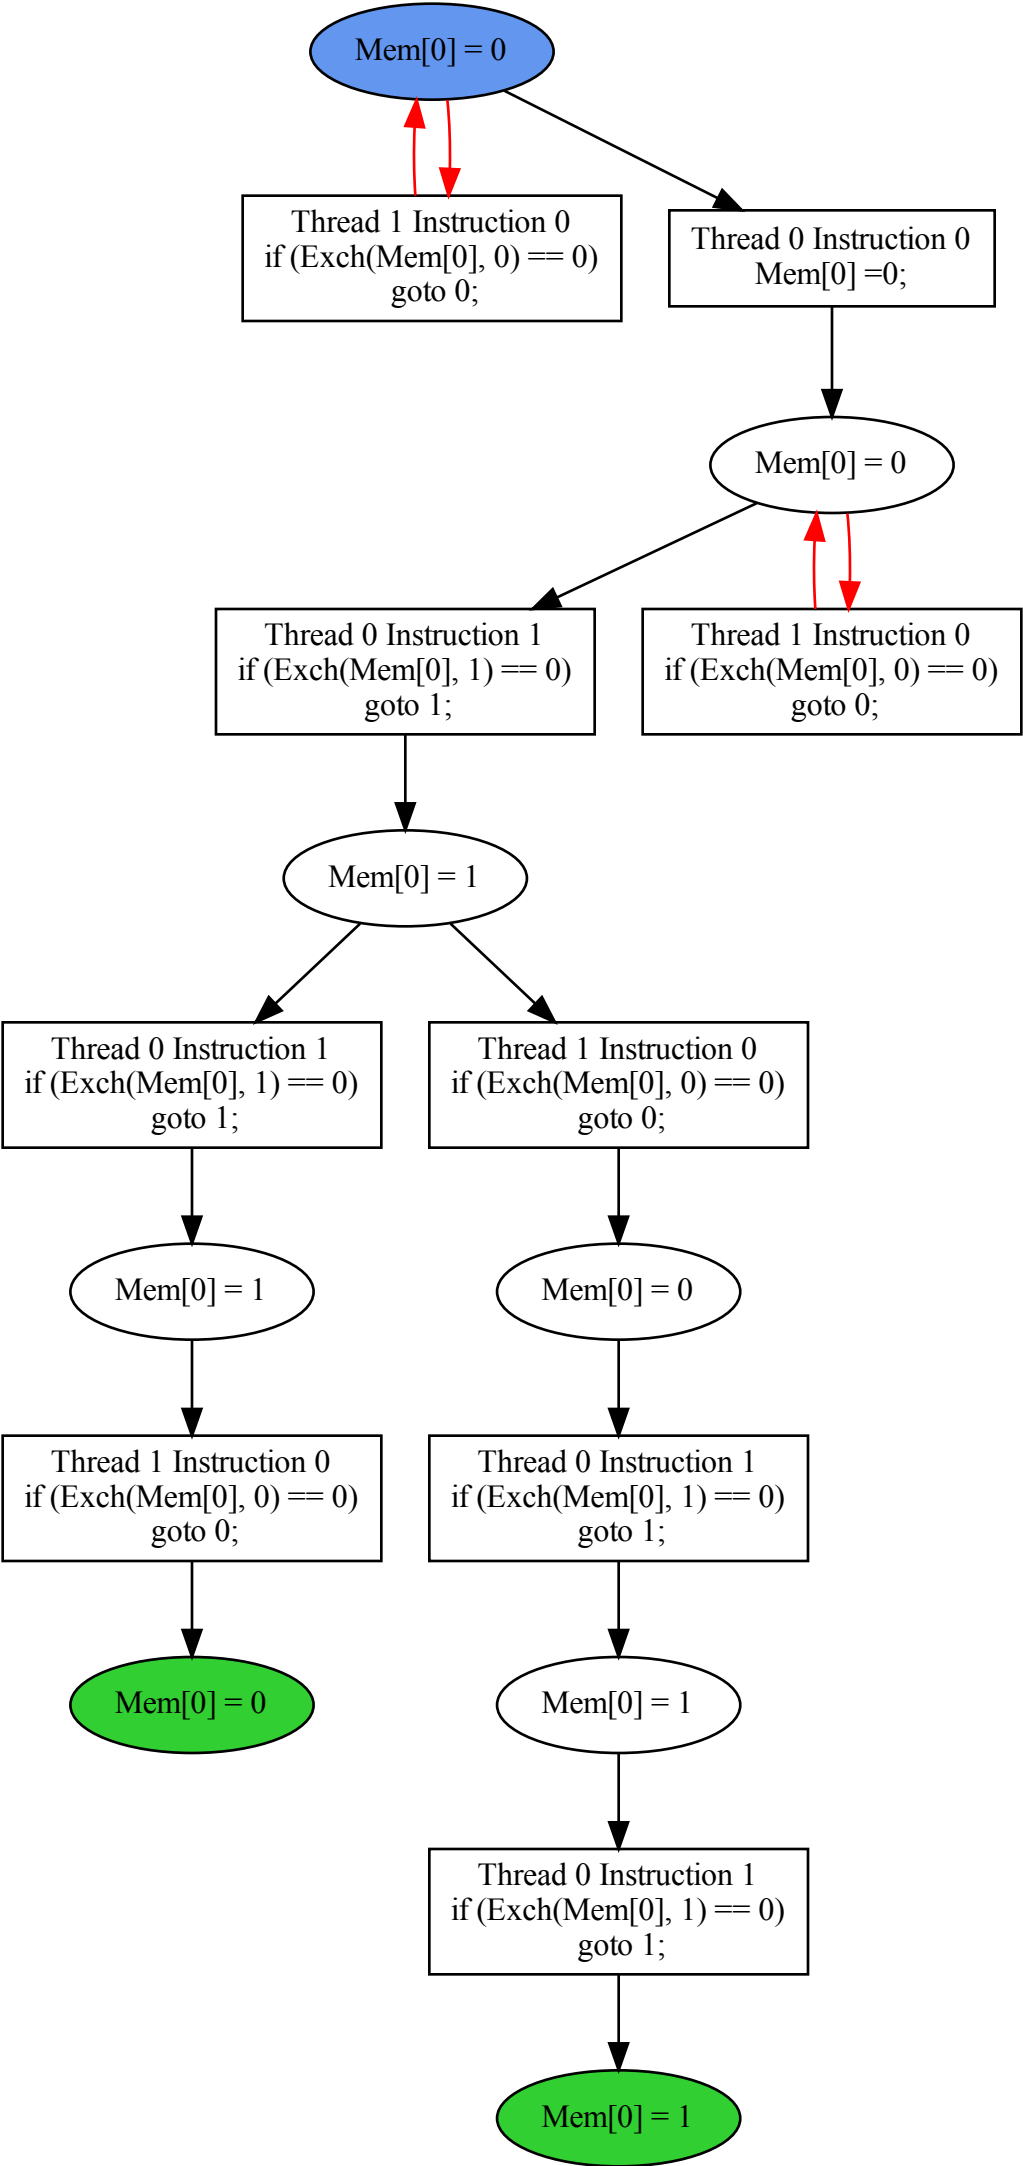 Mem[0] = 0
Thread 1 Instruction 0
if (Exch(Mem[0], 0) == 0)
goto 0;
Thread 0 Instruction 0
Mem[0] =0;
Mem[0] = 0
Thread 0 Instruction 1
if (Exch(Mem[0], 1) == 0)
goto 1;
Thread 1 Instruction 0
if (Exch(Mem[0], 0) == 0)
goto 0;
Mem[0] = 1
Thread 0 Instruction 1
if (Exch(Mem[0], 1) == 0)
goto 1;
Thread 1 Instruction 0
if (Exch(Mem[0], 0) == 0)
goto 0;
Mem[0] = 1
Mem[0] = 0
Thread 1 Instruction 0
if (Exch(Mem[0], 0) == 0)
goto 0;
Thread 0 Instruction 1
if (Exch(Mem[0], 1) == 0)
goto 1;
Mem[0] = 0
Mem[0] = 1
Thread 0 Instruction 1
if (Exch(Mem[0], 1) == 0)
goto 1;
Mem[0] = 1